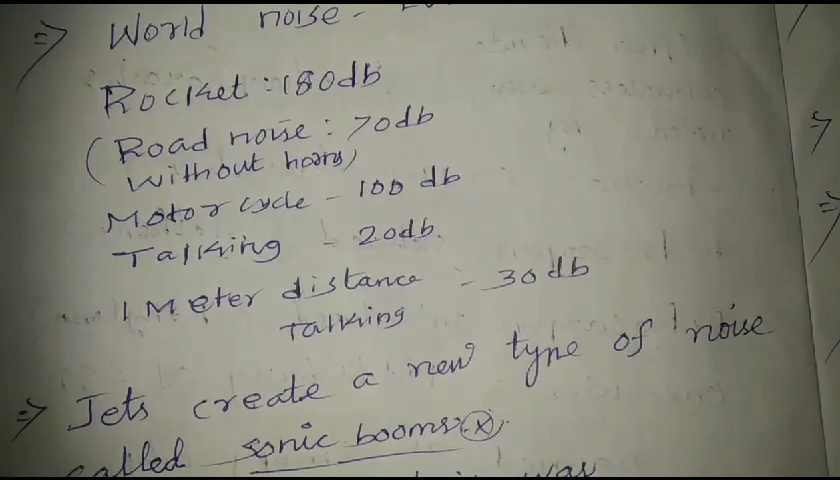 ⇒ World noise -
Rocket : 180db
(Road noise : 70db
without horns)
Motorcycle - 100 db
Talking - 20db.
1 Meter distance - 30db
Talking
⇒ Jets create a new type of noise
called sonic booms (x)
was